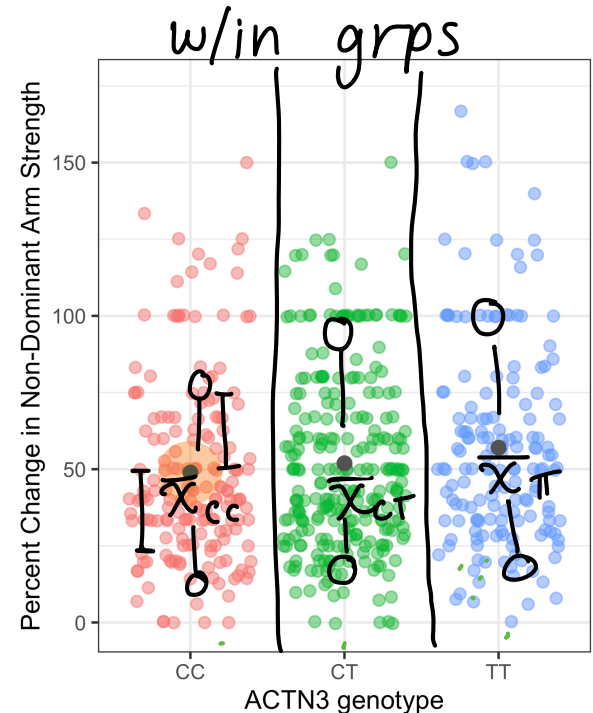 w/in grps
Percent Change in Non-Dominant Arm Strength
150
100
50
0
X̄ CC
X̄ CT
X̄ TT
CC CT TT
ACTN3 genotype